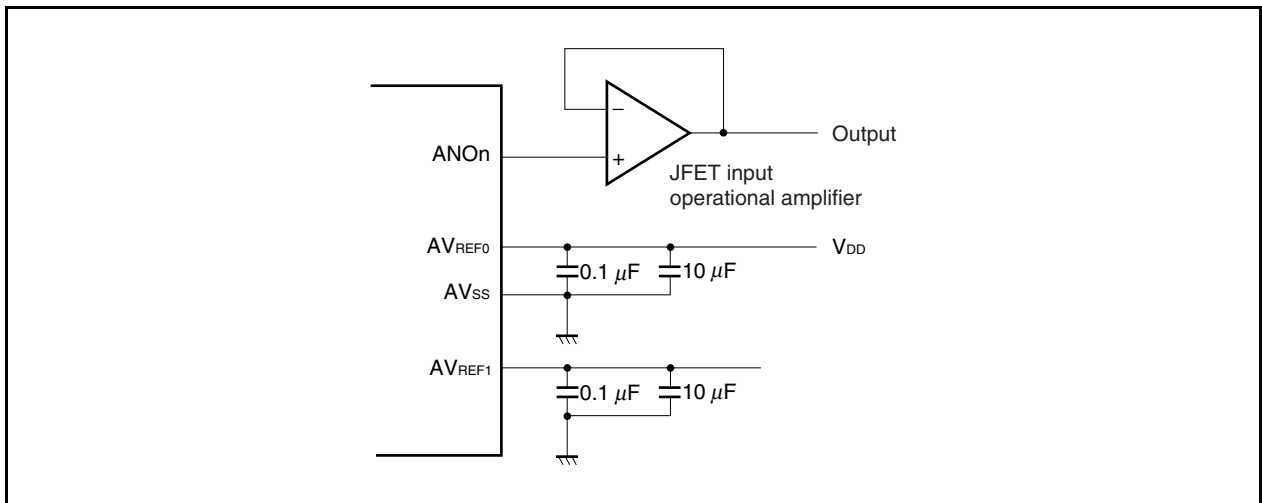 −
+
ANOn
Output
JFET input
operational amplifier
AVREF0
VDD
0.1 μF
10 μF
AVSS
AVREF1
0.1 μF
10 μF